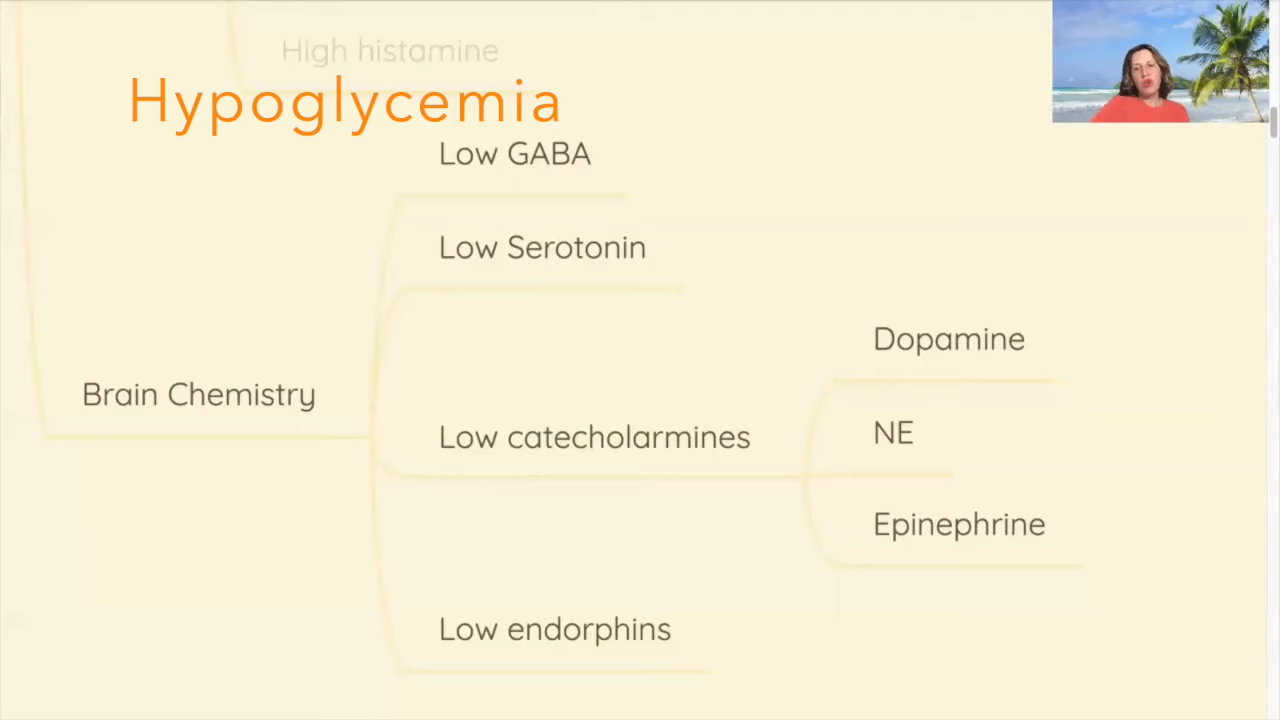 High histamine
Hypoglycemia
Low GABA
Low Serotonin
Dopamine
Brain Chemistry
NE
Low catecholarmines
Epinephrine
Low endorphins